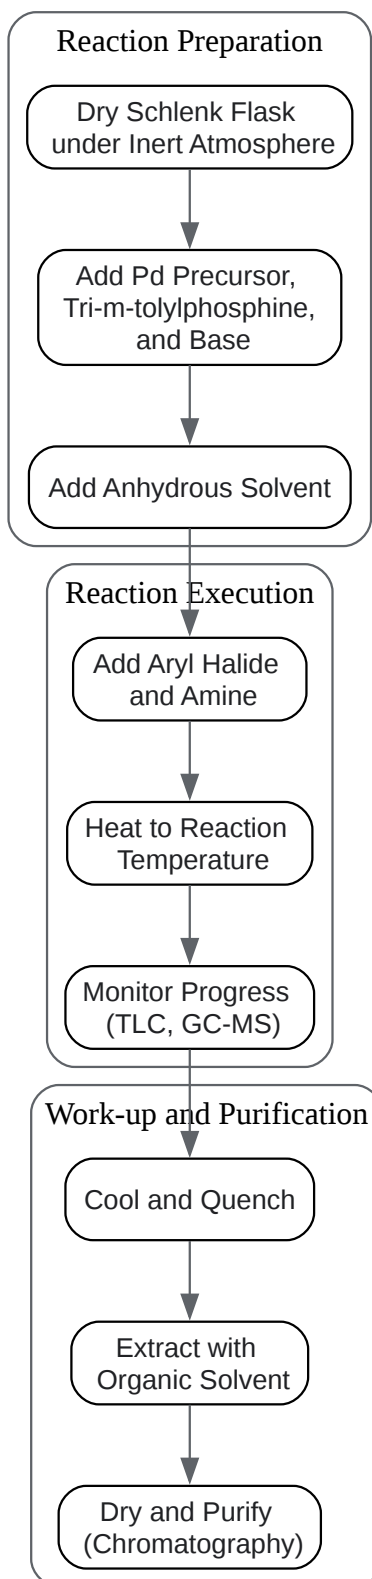 Reaction Preparation
Dry Schlenk Flask
under Inert Atmosphere
Add Pd Precursor,
Tri-m-tolylphosphine,
and Base
Add Anhydrous Solvent
Reaction Execution
Add Aryl Halide
and Amine
Heat to Reaction
Temperature
Monitor Progress
(TLC, GC-MS)
Work-up and Purification
Cool and Quench
Extract with
Organic Solvent
Dry and Purify
(Chromatography)